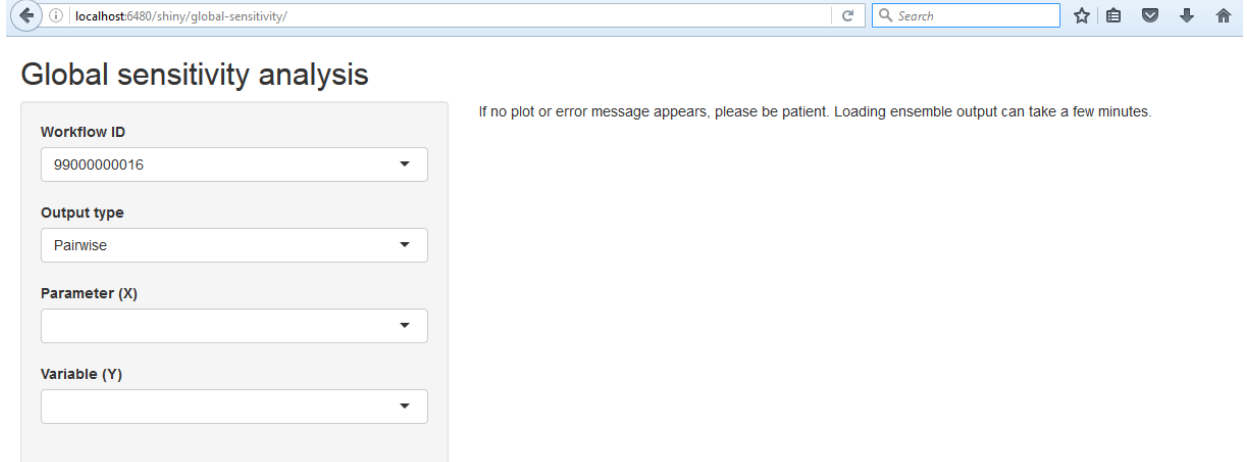 localhost:6480/shiny/global-sensitivity/
Search
Global sensitivity analysis
If no plot or error message appears, please be patient. Loading ensemble output can take a few minutes.
Workflow ID
99000000016
Output type
Pairwise
Parameter (X)
Variable (Y)